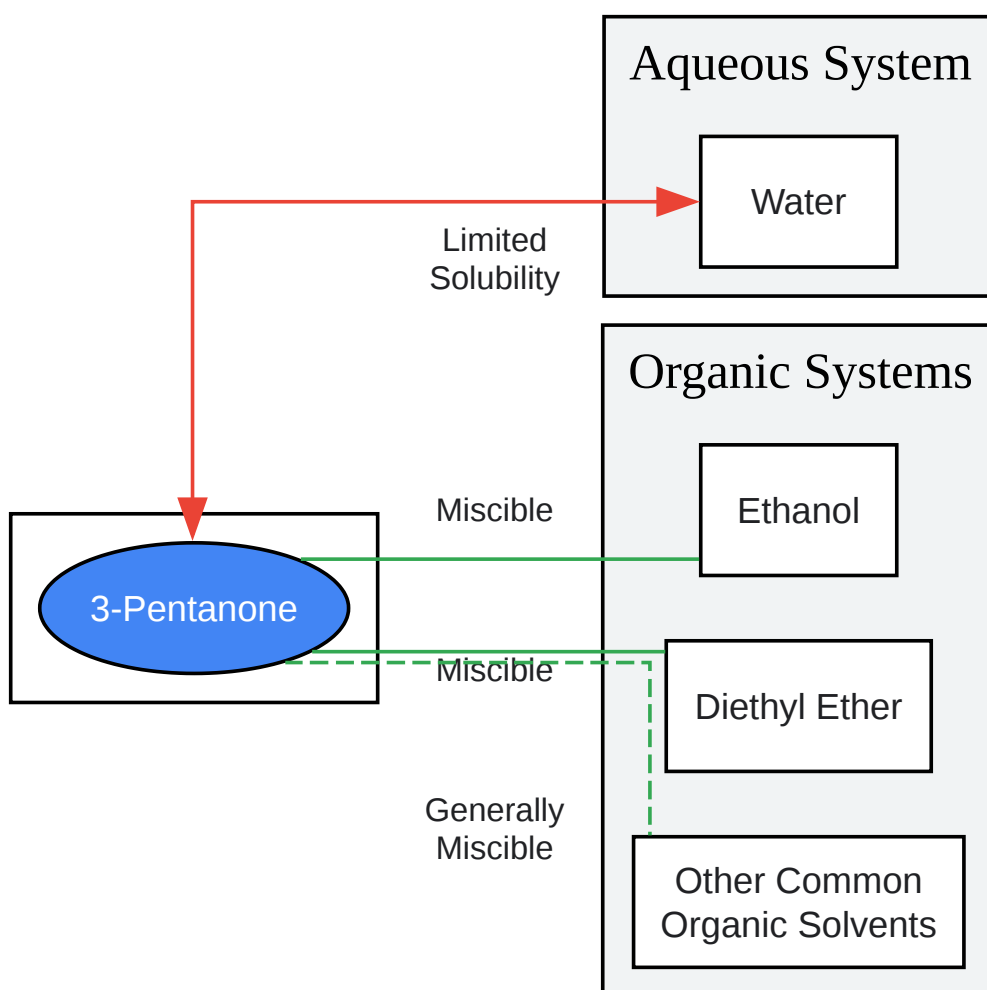 Aqueous System
Water
Limited
Solubility
Organic Systems
Miscible
Ethanol
3-Pentanone
Miscible
Diethyl Ether
Generally
Miscible
Other Common
Organic Solvents